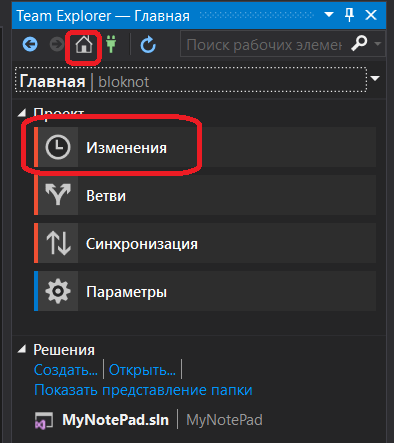 Team Explorer — Главная
Поиск рабочих элемен
Главная | bloknot
Проект
Изменения
Ветви
Синхронизация
Параметры
Решения
Создать... | Открыть... |
Показать представление папки
MyNotePad.sln | MyNotePad